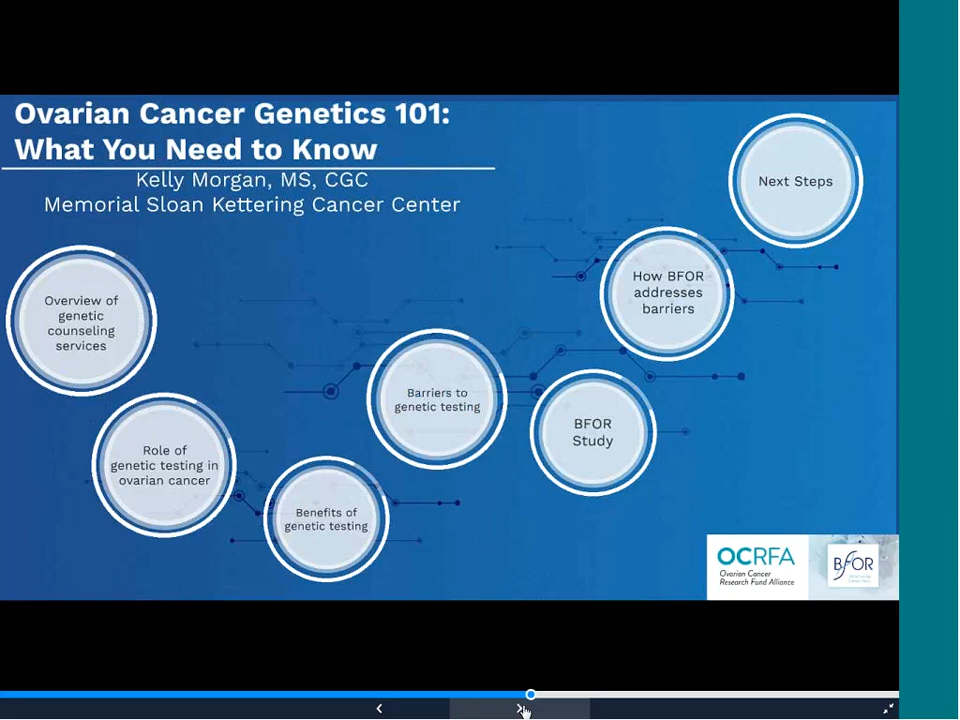 Ovarian Cancer Genetics 101:
What You Need to Know
Kelly Morgan, MS, CGC
Memorial Sloan Kettering Cancer Center
Overview of
genetic
counseling
services
Role of
genetic testing in
ovarian cancer
Benefits of
genetic testing
Barriers to
genetic testing
BFOR
Study
How BFOR
addresses
barriers
Next Steps
OCRFA
Ovarian Cancer
Research Fund Alliance
BFOR